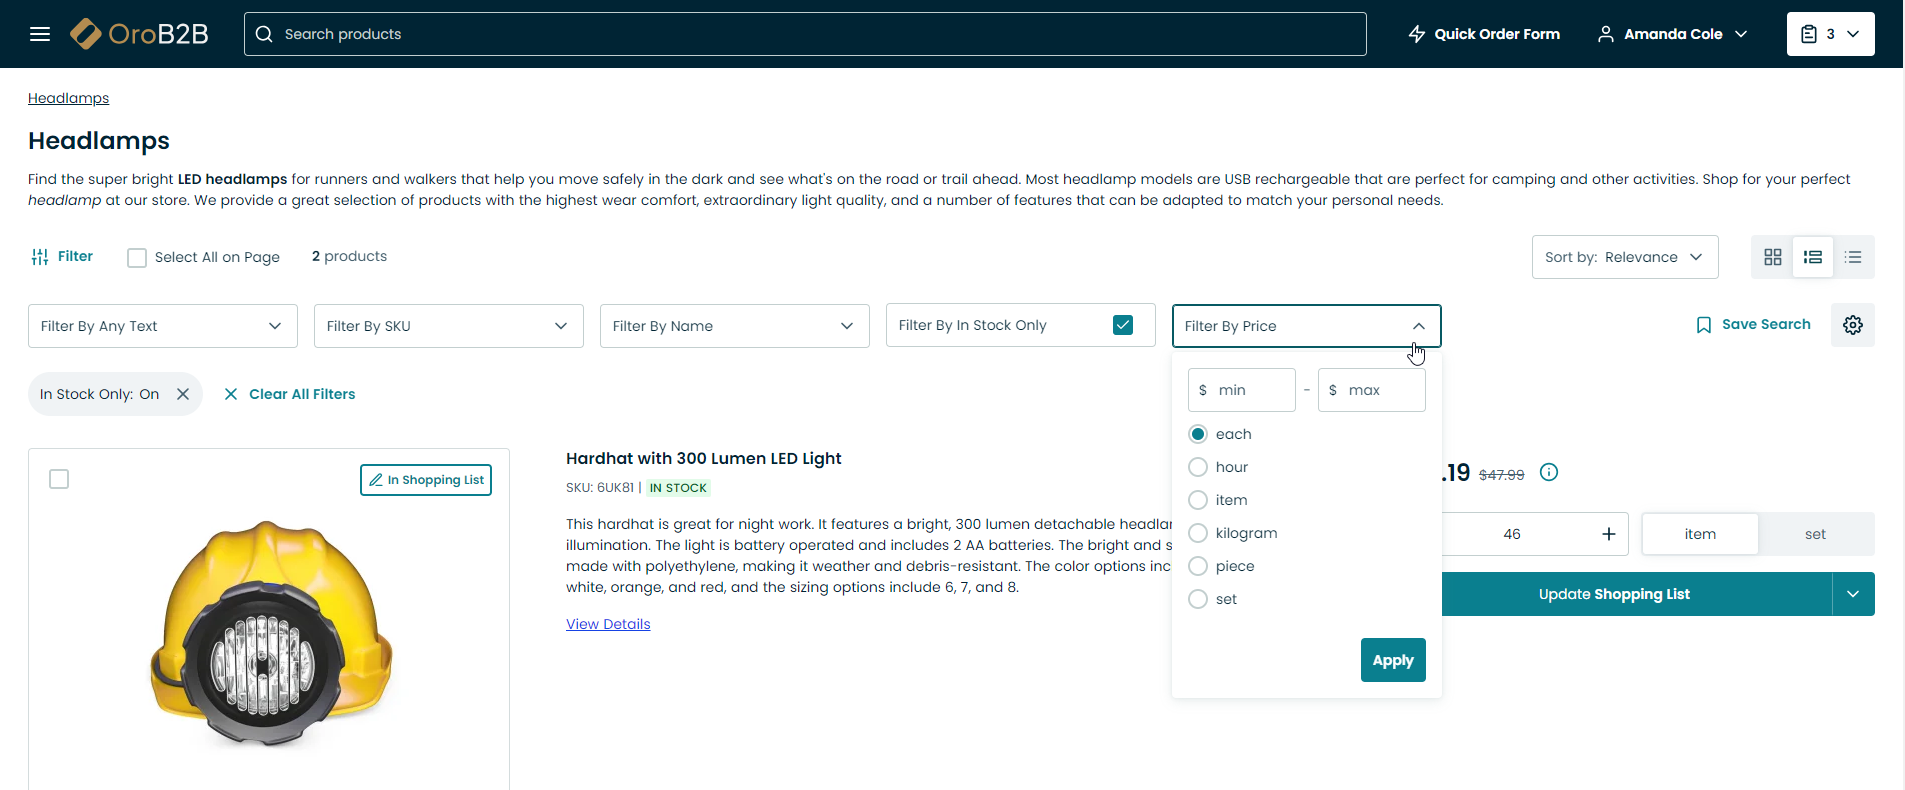 OroB2B
Search products
Quick Order Form
Amanda Cole
3
Headlamps
Headlamps
Find the super bright LED headlamps for runners and walkers that help you move safely in the dark and see what's on the road or trail ahead. Most headlamp models are USB rechargeable that are perfect for camping and other activities. Shop for your perfect
headlamp at our store. We provide a great selection of products with the highest wear comfort, extraordinary light quality, and a number of features that can be adapted to match your personal needs.
Filter
Select All on Page
2 products
Sort by: Relevance
Filter By Any Text
Filter By SKU
Filter By Name
Filter By In Stock Only
Filter By Price
Save Search
In Stock Only: On
Clear All Filters
$ min - $ max
each
hour
item
kilogram
piece
set
Apply
In Shopping List
Hardhat with 300 Lumen LED Light
SKU: 6UK81 | IN STOCK
This hardhat is great for night work. It features a bright, 300 lumen detachable
illumination. The light is battery operated and includes 2 AA batteries. The bright and
made with polyethylene, making it weather and debris-resistant. The color options
white, orange, and red, and the sizing options include 6, 7, and 8.
View Details
.19 $47.99
46 +
item
set
Update Shopping List